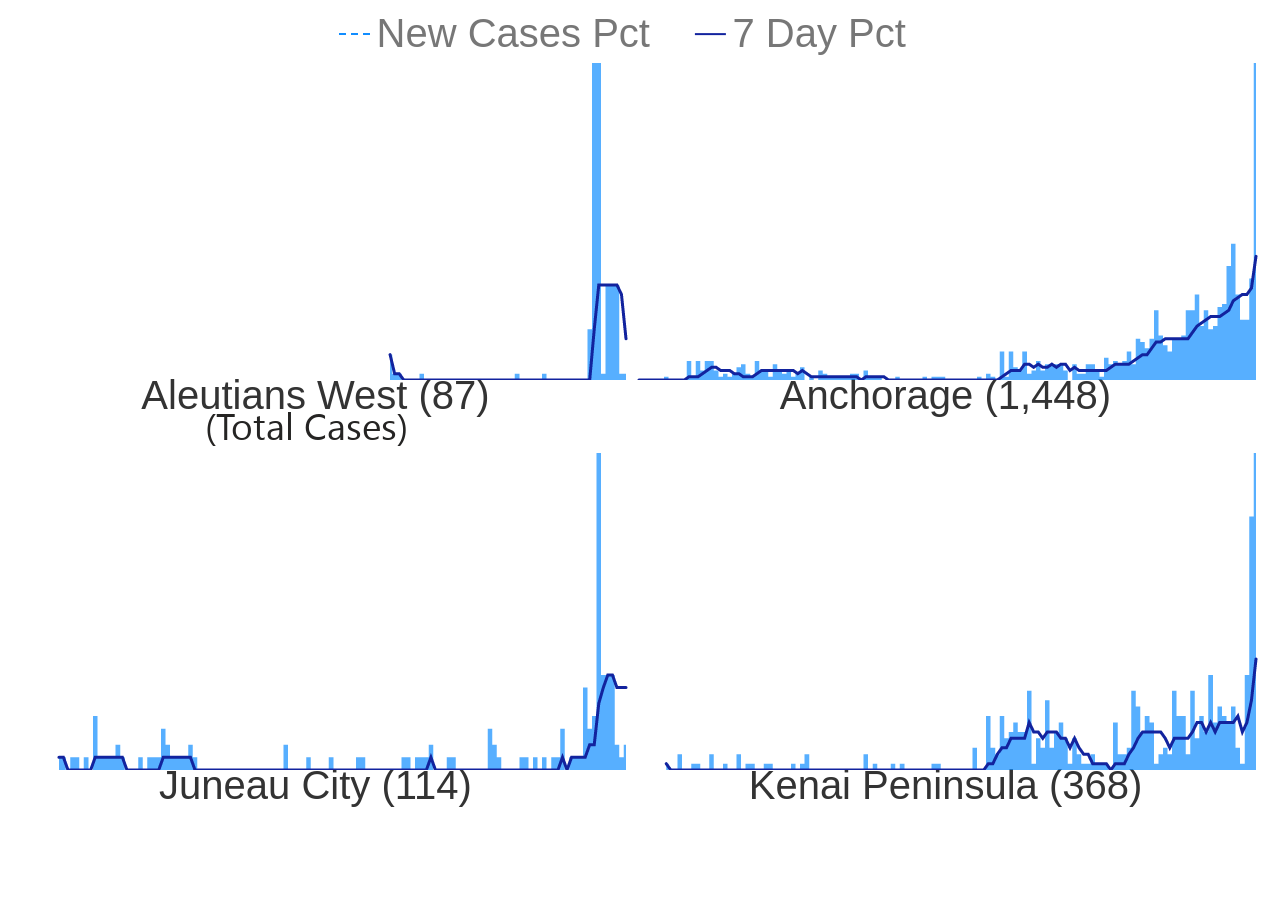 New Cases Pct 7 Day Pct
Aleutians West (87)
(Total Cases)
Anchorage (1,448)
Juneau City (114)
Kenai Peninsula (368)